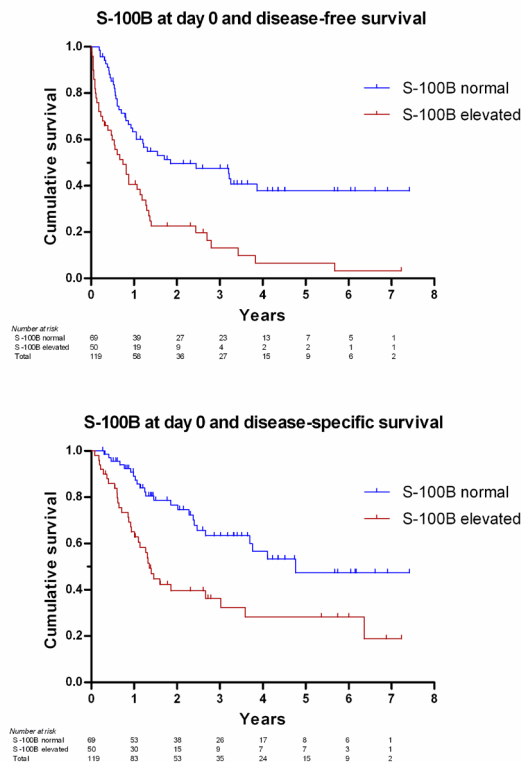 S-100B at day 0 and disease-free survival
1.0
0.8
0.6
0.4
0.2
0.0
Cumulative survival
S-100B normal
S-100B elevated
0 1 2 3 4 5 6 7 8
Years
Number at risk
S-100B normal 69 39 27 23 13 7 5 1
S-100B elevated 50 19 9 4 2 2 1 1
Total 119 58 36 27 15 9 6 2
S-100B at day 0 and disease-specific survival
1.0
0.8
0.6
0.4
0.2
0.0
Cumulative survival
S-100B normal
S-100B elevated
0 1 2 3 4 5 6 7 8
Years
Number at risk
S-100B normal 69 53 38 26 17 8 6 1
S-100B elevated 50 30 15 9 7 7 3 1
Total 119 83 53 35 24 15 9 2